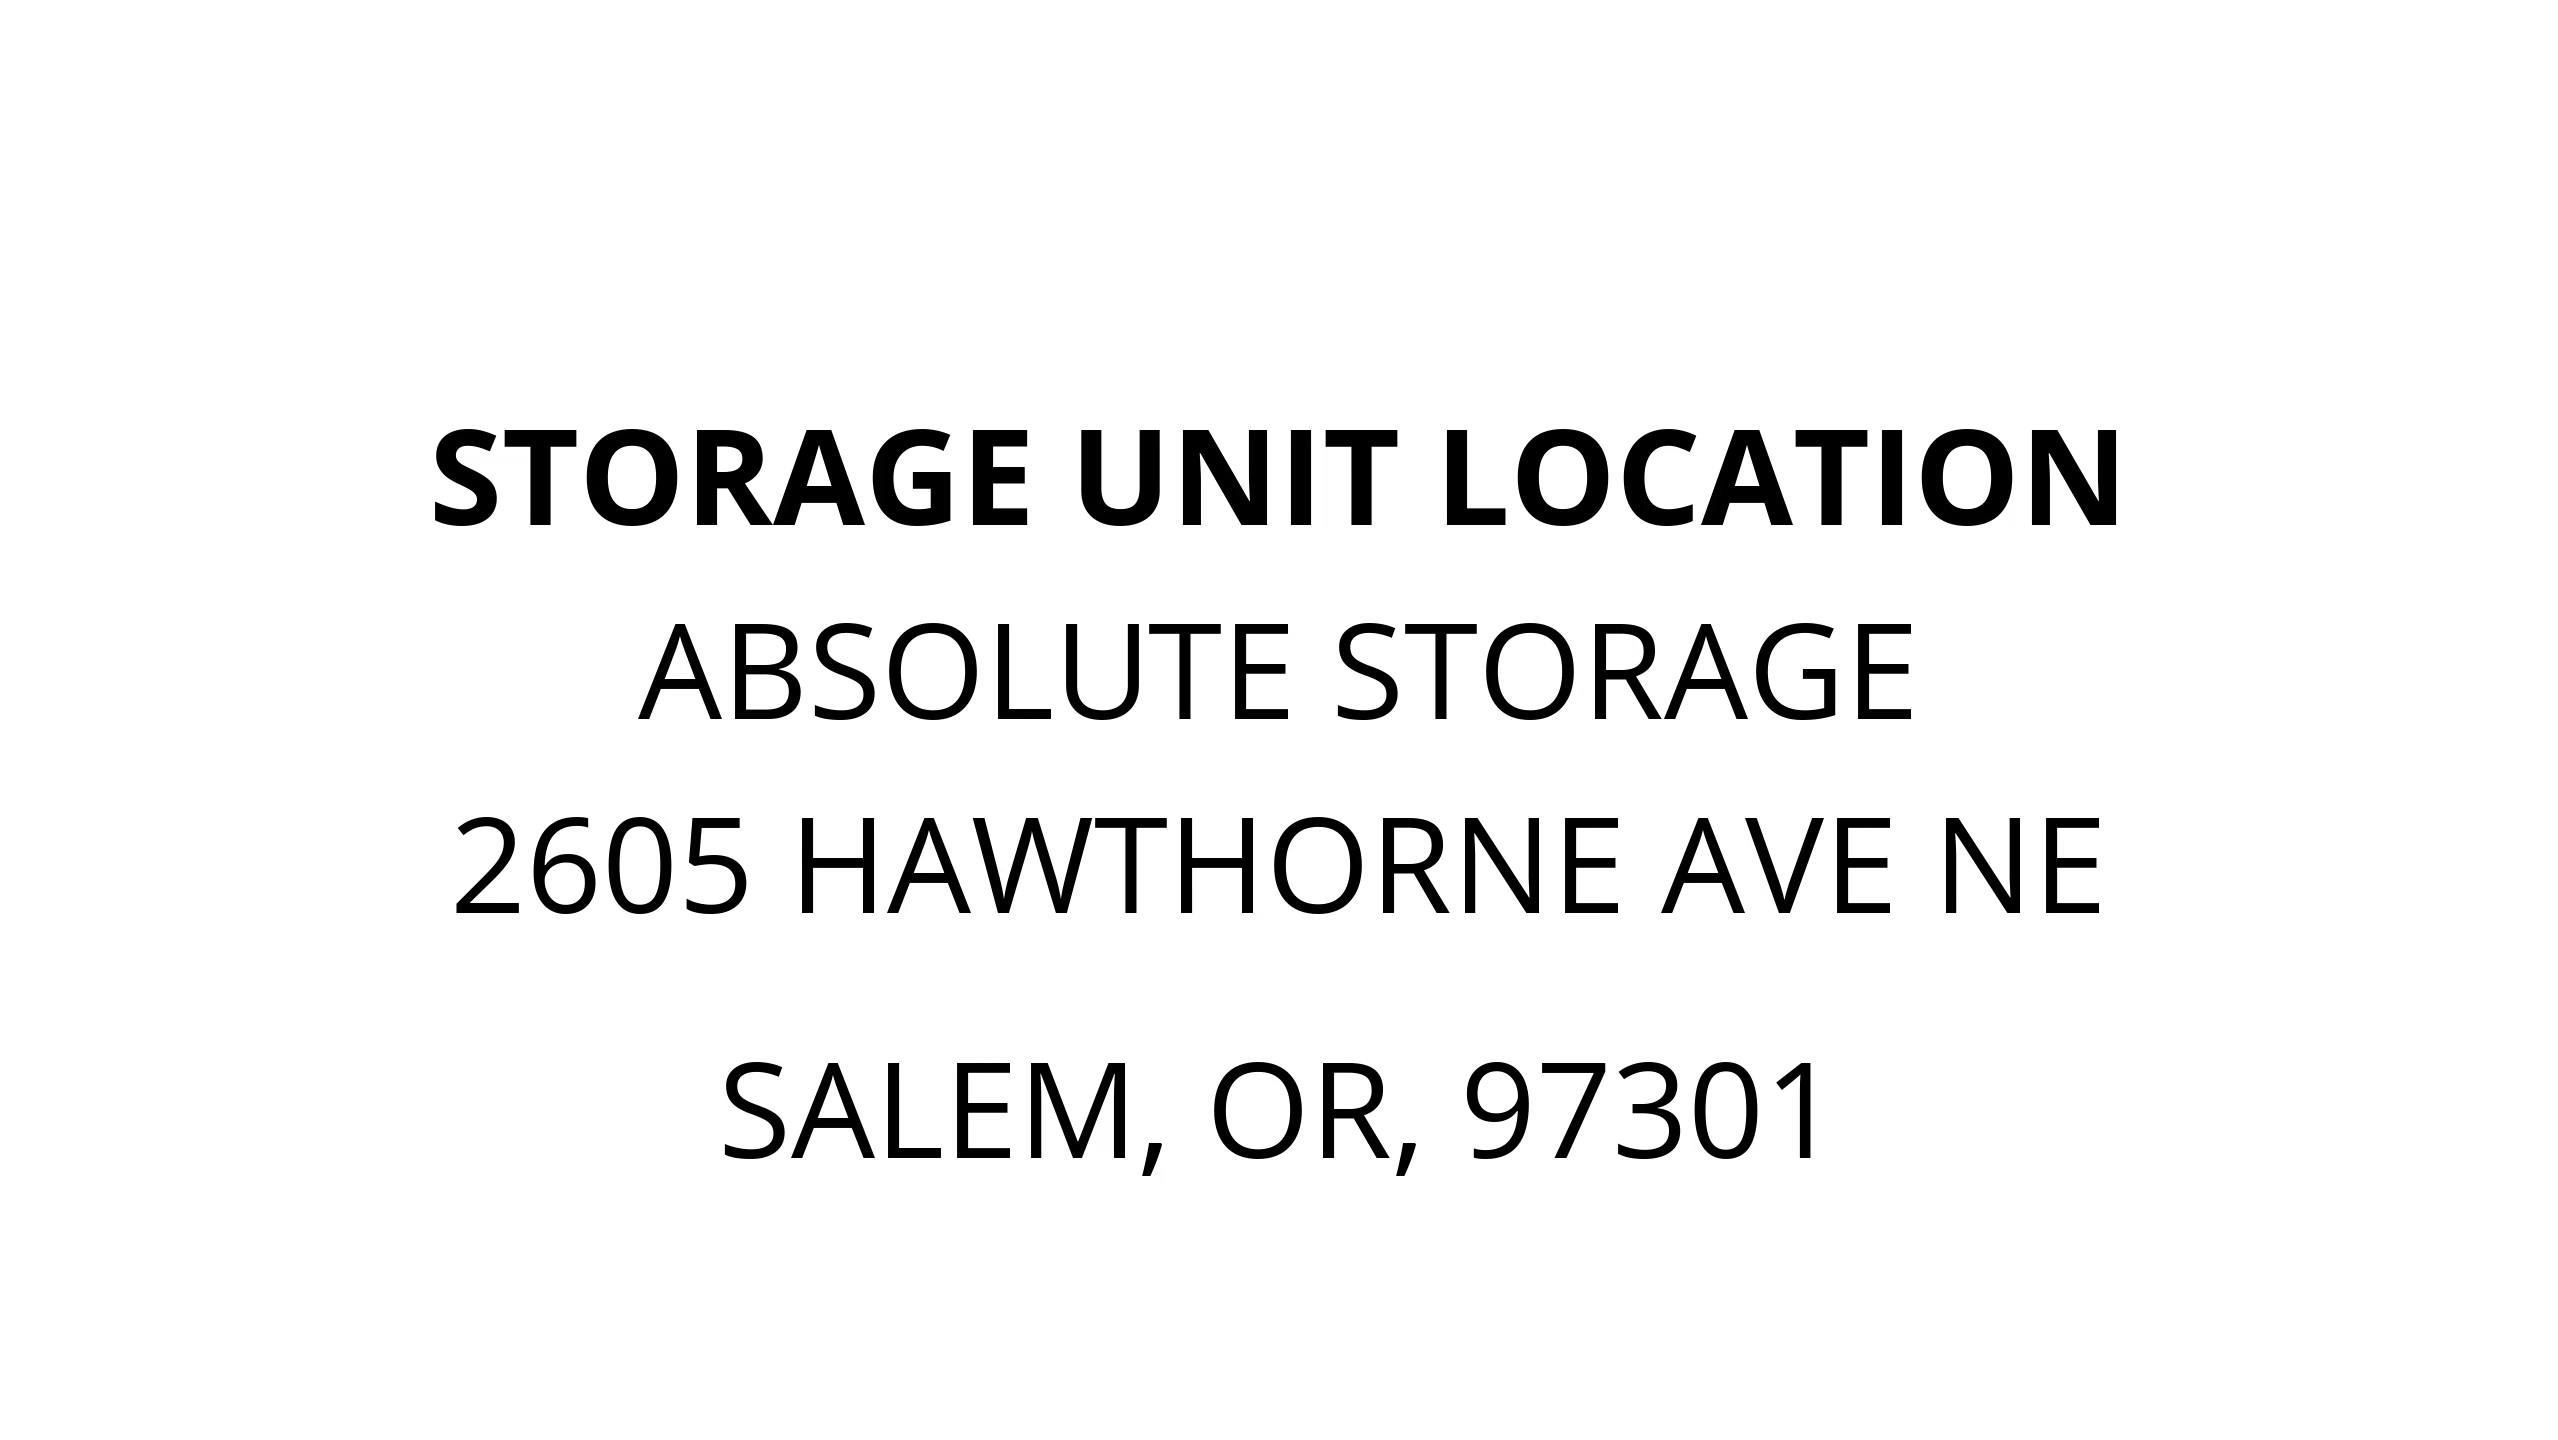 STORAGE UNIT LOCATION
ABSOLUTE STORAGE
2605 HAWTHORNE AVE NE
SALEM, OR, 97301